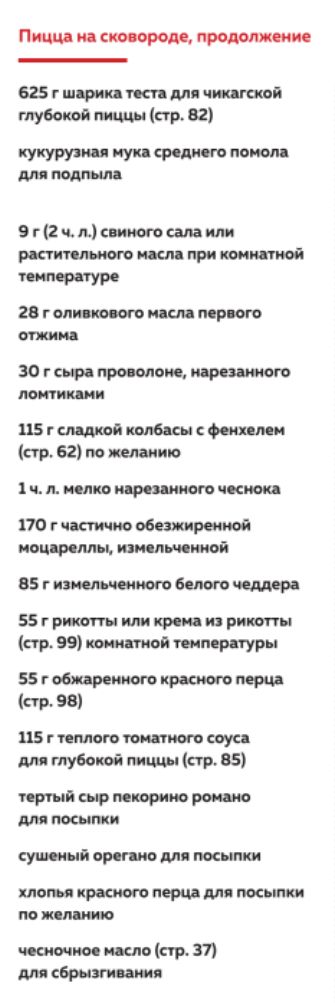 Пицца на сковороде, продолжение
625 г шарика теста для чикагской
глубокой пиццы (стр. 82)
кукурузная мука среднего помола
для подпыла
9 г (2 ч. л.) свиного сала или
растительного масла при комнатной
температуре
28 г оливкового масла первого
отжима
30 г сыра проволоне, нарезанного
ломтиками
115 г сладкой колбасы с фенхелем
(стр. 62) по желанию
1 ч. л. мелко нарезанного чеснока
170 г частично обезжиренной
моцареллы, измельченной
85 г измельченного белого чеддера
55 г рикотты или крема из рикотты
(стр. 99) комнатной температуры
55 г обжаренного красного перца
(стр. 98)
115 г теплого томатного соуса
для глубокой пиццы (стр. 85)
тертый сыр пекорино романо
для посыпки
сушеный орегано для посыпки
хлопья красного перца для посыпки
по желанию
чесночное масло (стр. 37)
для сбрызгивания